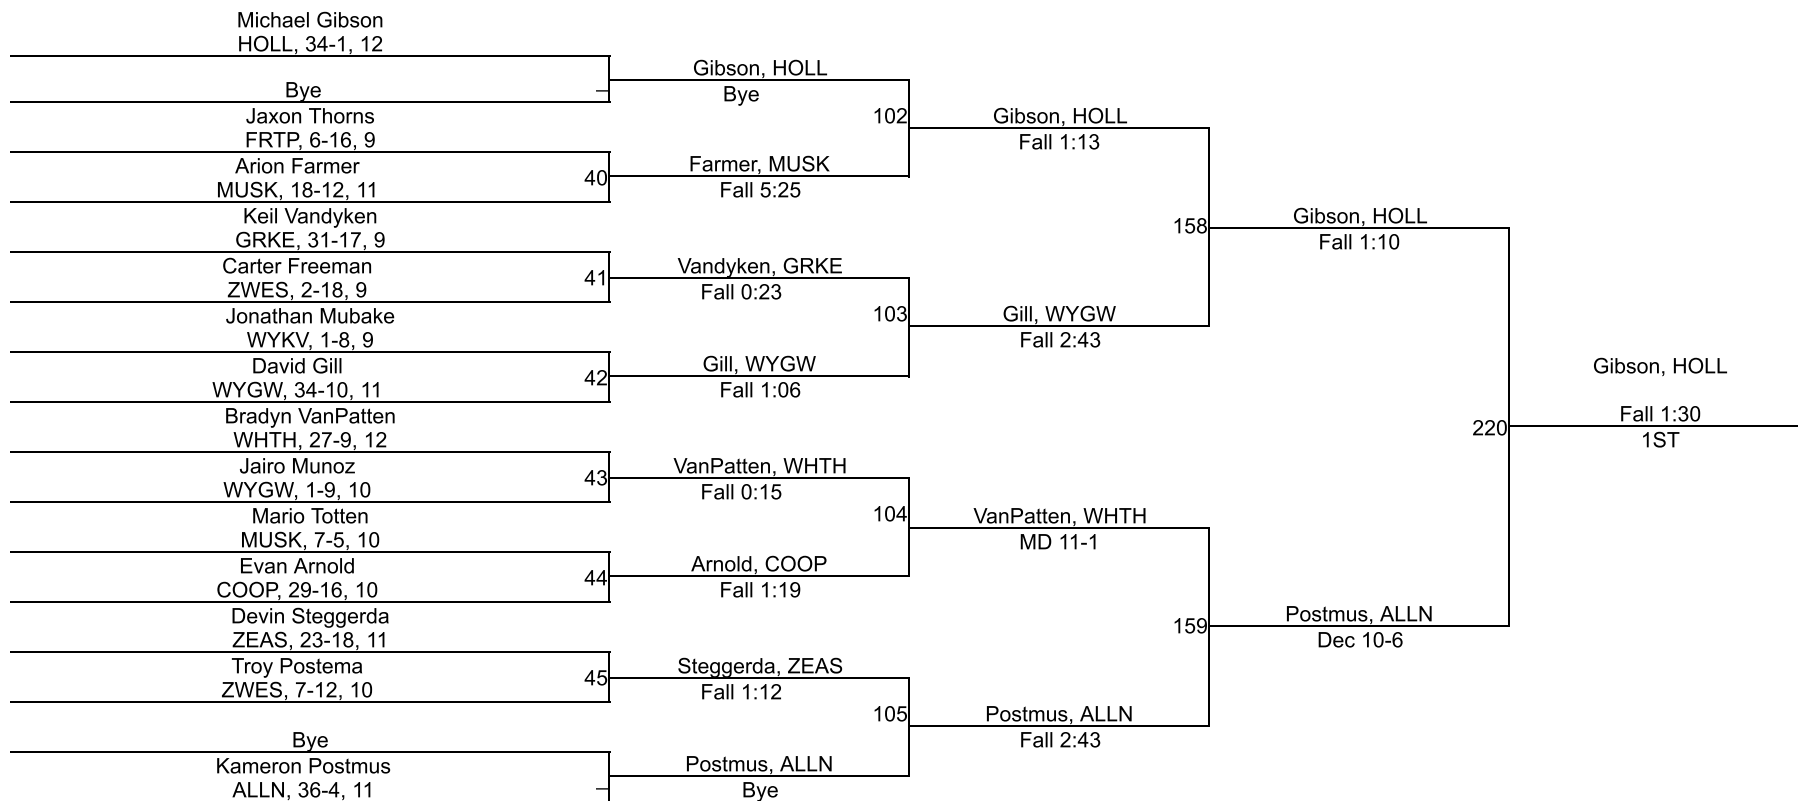 Michael Gibson
HOLL, 34-1, 12
Bye
Jaxon Thorns
FRTP, 6-16, 9
Arion Farmer
MUSK, 18-12, 11
Keil Vandyken
GRKE, 31-17, 9
Carter Freeman
ZWES, 2-18, 9
Jonathan Mubake
WYKV, 1-8, 9
David Gill
WYGW, 34-10, 11
Bradyn VanPatten
WHTH, 27-9, 12
Jairo Munoz
WYGW, 1-9, 10
Mario Totten
MUSK, 7-5, 10
Evan Arnold
COOP, 29-16, 10
Devin Steggerda
ZEAS, 23-18, 11
Troy Postema
ZWES, 7-12, 10
Bye
Kameron Postmus
ALLN, 36-4, 11
40
41
42
43
44
45
Gibson, HOLL
Bye
Farmer, MUSK
Fall 5:25
Vandyken, GRKE
Fall 0:23
Gill, WYGW
Fall 1:06
VanPatten, WHTH
Fall 0:15
Arnold, COOP
Fall 1:19
Steggerda, ZEAS
Fall 1:12
Postmus, ALLN
Bye
102
103
104
105
Gibson, HOLL
Fall 1:13
Gill, WYGW
Fall 2:43
VanPatten, WHTH
MD 11-1
Postmus, ALLN
Fall 2:43
158
159
Gibson, HOLL
Fall 1:10
Postmus, ALLN
Dec 10-6
220
Gibson, HOLL
Fall 1:30
1ST